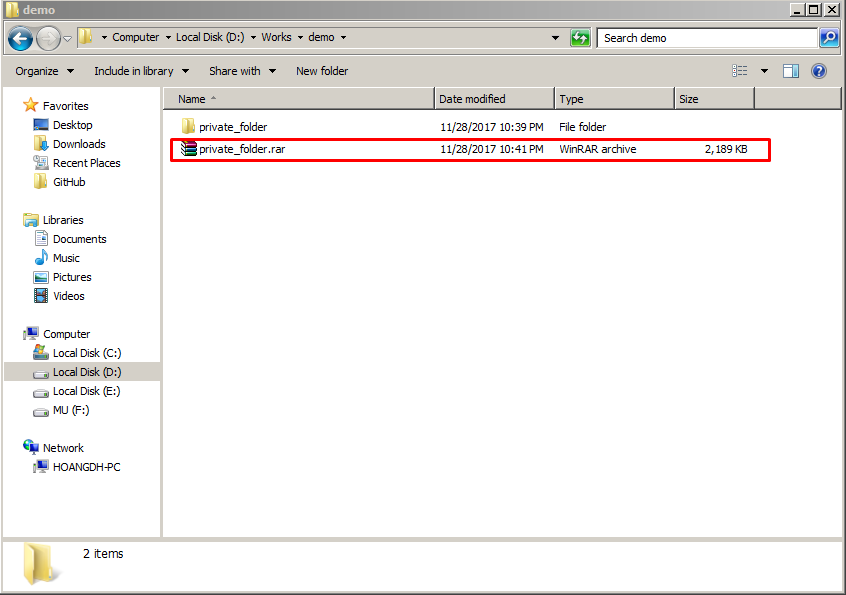 demo
Computer Local Disk (D:) Works demo
Search demo
Organize Include in library Share with New folder
Favorites
Desktop
Downloads
Recent Places
GitHub
Libraries
Documents
Music
Pictures
Videos
Computer
Local Disk (C:)
Local Disk (D:)
Local Disk (E:)
MU (F:)
Network
HOANGDH-PC
Name Date modified Type Size
private_folder 11/28/2017 10:39 PM File folder
private_folder.rar 11/28/2017 10:41 PM WinRAR archive 2,189 KB
2 items